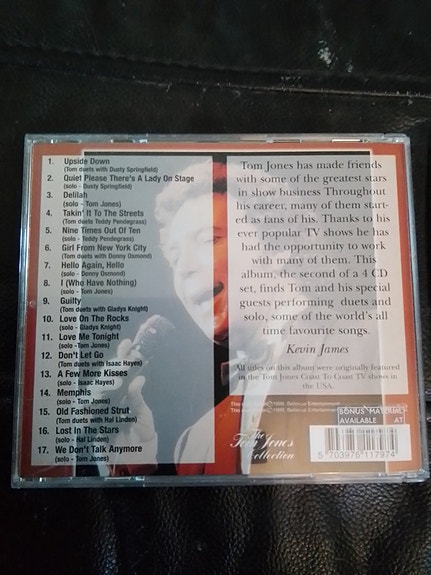 1. Upside Down
(Tom duets with Dusty Springfield)
2. Quiet Please There's A Lady On Stage
(solo - Dusty Springfield)
3. Delilah
(solo - Tom Jones)
4. Takin' It To The Streets
(Tom duets Teddy Pendegrass)
5. Nine Times Out Of Ten
(solo - Teddy Pendegrass)
6. Girl From New York City
(Tom duets with Donny Osmond)
7. Hello Again, Hello
(solo - Donny Osmond)
8. I (Who Have Nothing)
(solo - Tom Jones)
9. Guilty
(Tom duets with Gladys Knight)
10. Love On The Rocks
(solo - Gladys Knight)
11. Love Me Tonight
(solo -Tom Jones)
12. Don't Let Go
(Tom duets with Isaac Hayes)
13. A Few More Kisses
(solo - Isaac Hayes)
14. Memphis
(solo - Tom Jones)
15. Old Fashioned Strut
(Tom duets with Hal Linden)
16. Lost In The Stars
(solo - Hal Linden)
17. We Don't Talk Anymore
(solo - Tom Jones)
Tom Jones has made friends
with some of the greatest stars
in show business Throughout
his career, many of them start-
ed as fans of his. Thanks to his
ever popular TV shows he has
had the opportunity to work
with many of them. This
album, the second of a 4 CD
set, finds Tom and his special
guests performing duets and
solo, some of the world's all
time favourite songs.
Kevin James
All titles on this album were originally featured
in the Tom Jones Coast To Coast TV shows in
the USA.
BONUS MATERIAL
AVAILABLE AT
The
Tom Jones
Collection
5 703976 117974